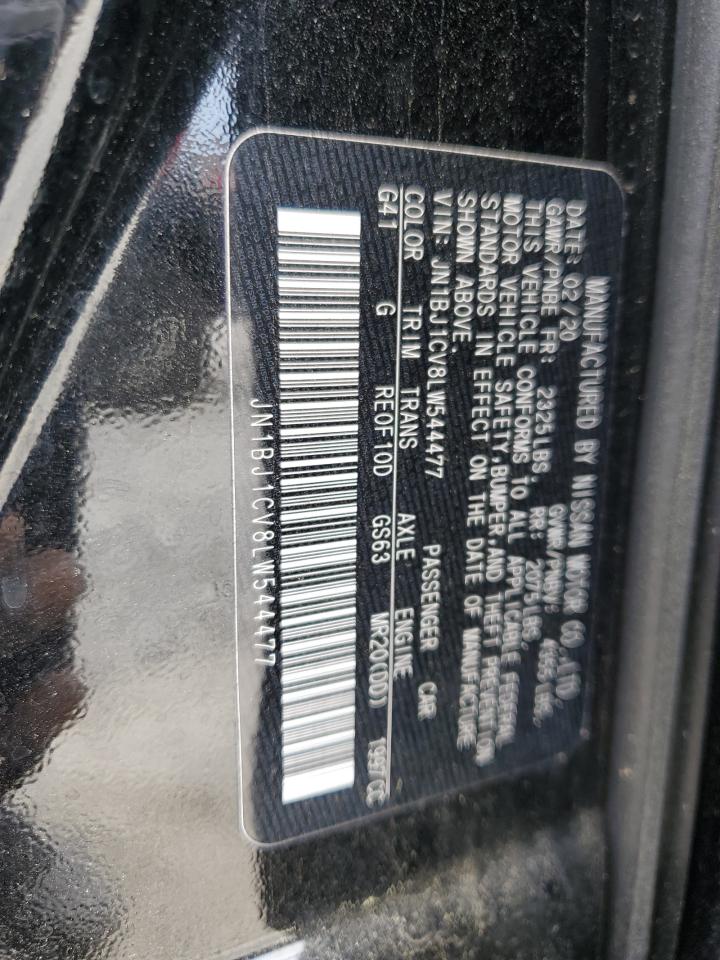 MANUFACTURED BY NISSAN MOTOR CO.,LTD.
DATE: 02/20 GVWR/PNBV:
GAWR/PNBE FR: 2325LBS. RR: 2075LBS.
THIS VEHICLE CONFORMS TO ALL APPLICABLE FEDERAL
MOTOR VEHICLE SAFETY, BUMPER, AND THEFT PREVENTION
STANDARDS IN EFFECT ON THE DATE OF MANUFACTURE
SHOWN ABOVE.
VIN: JN1BJ1CV8LW544477 PASSENGER CAR
COLOR TRIM TRANS AXLE ENGINE
G41 G RE0F10D GS63 MR20(DD) 1997CC
JN1BJ1CV8LW544477